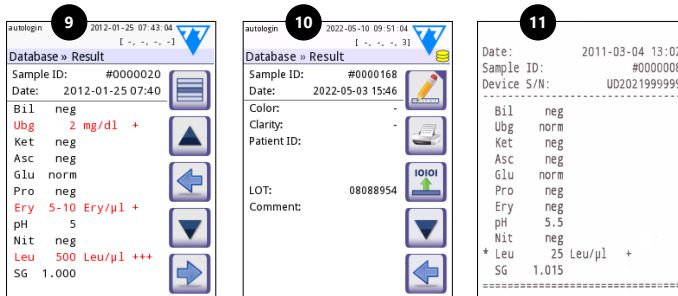 9
autologin 2012-01-25 07:43:04
[ -, -, -, -]
Database » Result
Sample ID: #0000020
Date: 2012-01-25 07:40
Bil neg
Ubg 2 mg/dl +
Ket neg
Asc neg
Glu norm
Pro neg
Ery 5-10 Ery/µl +
pH 5
Nit neg
Leu 500 Leu/µl +++
SG 1.000
10
autologin 2022-05-10 09:51:04
[ -, -, -, 3]
Database » Result
Sample ID: #0000168
Date: 2022-05-03 15:46
Color: -
Clarity: -
Patient ID:
LOT: 08088954
Comment:
IOIOI
11
Date: 2011-03-04 13:02
Sample ID: #0000008
Device S/N: UD2021999999
Bil neg
Ubg norm
Ket neg
Asc neg
Glu norm
Pro neg
Ery neg
pH 5.5
Nit neg
* Leu 25 Leu/µl +
SG 1.015